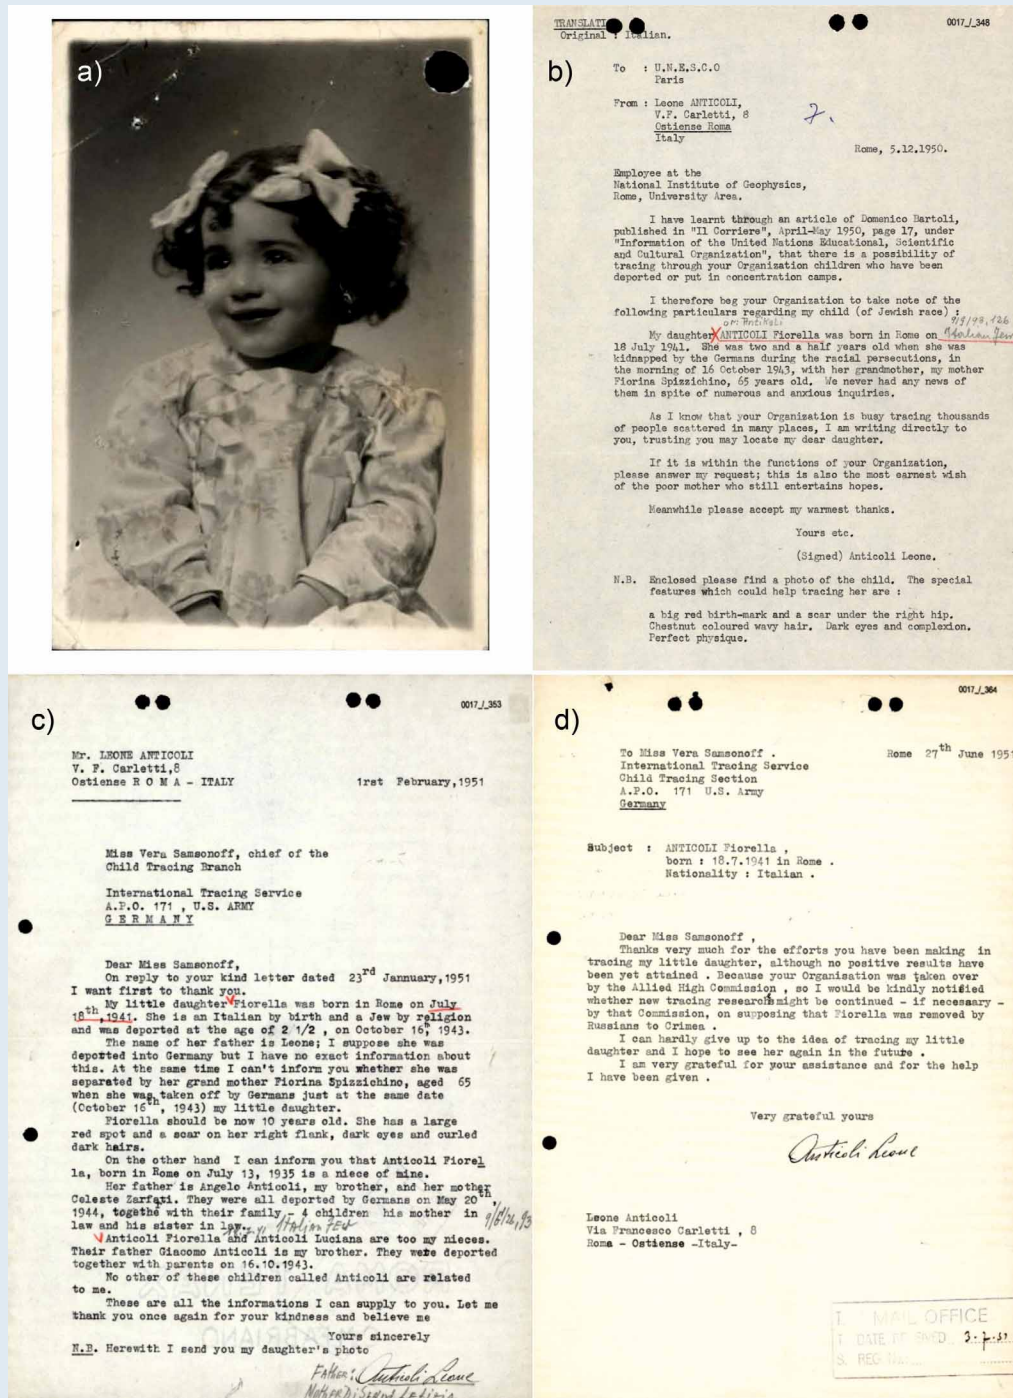 a)
b)
TRANSLATI
Original : Italian.
0017_/_348
To : U.N.E.S.C.O
Paris
From : Leone ANTICOLI,
V.F. Carletti, 8
Ostiense Roma
Italy
7.
Rome, 5.12.1950.
Employee at the
National Institute of Geophysics,
Rome, University Area.
I have learnt through an article of Domenico Bartoli,
published in "Il Corriere", April-May 1950, page 17, under
"Information of the United Nations Educational, Scientific
and Cultural Organization", that there is a possibility of
tracing through your Organization children who have been
deported or put in concentration camps.
I therefore beg your Organization to take note of the
following particulars regarding my child (of Jewish race) :
or: Antikoli
My daughter ANTICOLI Fiorella was born in Rome on Italian Jew
18 July 1941. She was two and a half years old when she was
kidnapped by the Germans during the racial persecutions, in
the morning of 16 October 1943, with her grandmother, my mother
Fiorina Spizzichino, 65 years old. We never had any news of
them in spite of numerous and anxious inquiries.
As I know that your Organization is busy tracing thousands
of people scattered in many places, I am writing directly to
you, trusting you may locate my dear daughter.
If it is within the functions of your Organization,
please answer my request; this is also the most earnest wish
of the poor mother who still entertains hopes.
Meanwhile please accept my warmest thanks.
Yours etc.
(Signed) Anticoli Leone.
N.B. Enclosed please find a photo of the child. The special
features which could help tracing her are :
a big red birth-mark and a scar under the right hip.
Chestnut coloured wavy hair. Dark eyes and complexion.
Perfect physique.
c)
0017_/_353
Mr. LEONE ANTICOLI
V. F. Carletti,8
Ostiense R O M A - ITALY 1rst February,1951
Miss Vera Samsonoff, chief of the
Child Tracing Branch
International Tracing Service
A.P.O. 171 , U.S. ARMY
G E R M A N Y
Dear Miss Samsonoff,
On reply to your kind letter dated 23rd Jannuary,1951
I want first to thank you.
My little daughter Fiorella was born in Rome on July
18th,1941. She is an Italian by birth and a Jew by religion
and was deported at the age of 2 1/2 , on October 16th, 1943.
The name of her father is Leone; I suppose she was
deported into Germany but I have no exact information about
this. At the same time I can't inform you whether she was
separated by her grand mother Fiorina Spizzichino, aged 65
when she was taken off by Germans just at the same date
(October 16th, 1943) my little daughter.
Fiorella should be now 10 years old. She has a large
red spot and a scar on her right flank, dark eyes and curled
dark hairs.
On the other hand I can inform you that Anticoli Fiorel
la, born in Rome on July 13, 1935 is a niece of mine.
Her father is Angelo Anticoli, my brother, and her mother
Celeste Zarfati. They were all deported by Germans on May 20th
1944, togethe with their family - 4 children his mother in
law and his sister in law.
Italian Jew
Anticoli Fiorella and Anticoli Luciana are too my nieces.
Their father Giacomo Anticoli is my brother. They were deported
together with parents on 16.10.1943.
No other of these children called Anticoli are related
to me.
These are all the informations I can supply to you. Let me
thank you once again for your kindness and believe me
Yours sincerely
N.B. Herewith I send you my daughter's photo
Father: Anticoli Leone
d)
0017_/_364
To Miss Vera Samsonoff . Rome 27th June 1951
International Tracing Service
Child Tracing Section
A.P.O. 171 U.S. Army
Germany
Subject : ANTICOLI Fiorella ,
born : 18.7.1941 in Rome .
Nationality : Italian .
Dear Miss Samsonoff ,
Thanks very much for the efforts you have been making in
tracing my little daughter, although no positive results have
been yet attained . Because your Organisation was taken over
by the Allied High Commission , so I would be kindly notified
whether new tracing researchs might be continued - if necessary -
by that Commission, on supposing that Fiorella was removed by
Russians to Crimea .
I can hardly give up to the idea of tracing my little
daughter and I hope to see her again in the future .
I am very grateful for your assistance and for the help
I have been given .
Very grateful yours
Anticoli Leone
Leone Anticoli
Via Francesco Carletti , 8
Roma - Ostiense -Italy-
MAIL OFFICE
DATE